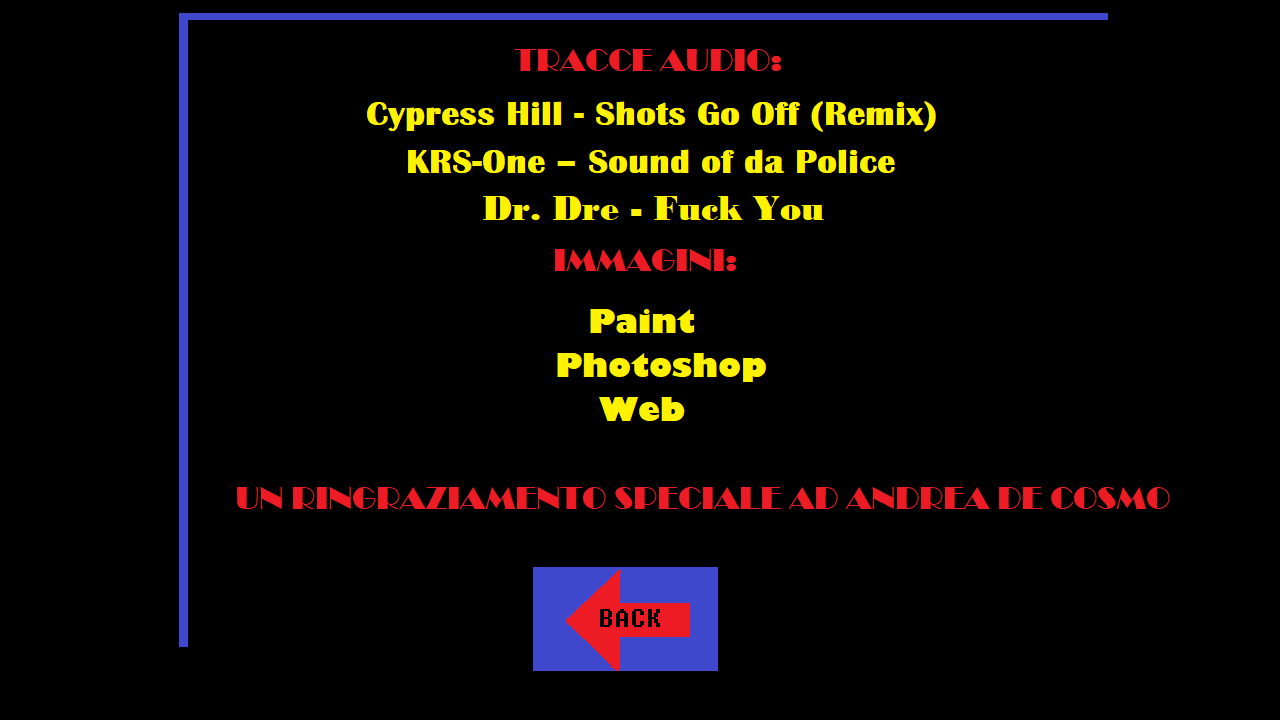 TRACCE AUDIO:
Cypress Hill - Shots Go Off (Remix)
KRS-One – Sound of da Police
Dr. Dre - Fuck You
IMMAGINI:
Paint
Photoshop
Web
UN RINGRAZIAMENTO SPECIALE AD ANDREA DE COSMO
BACK